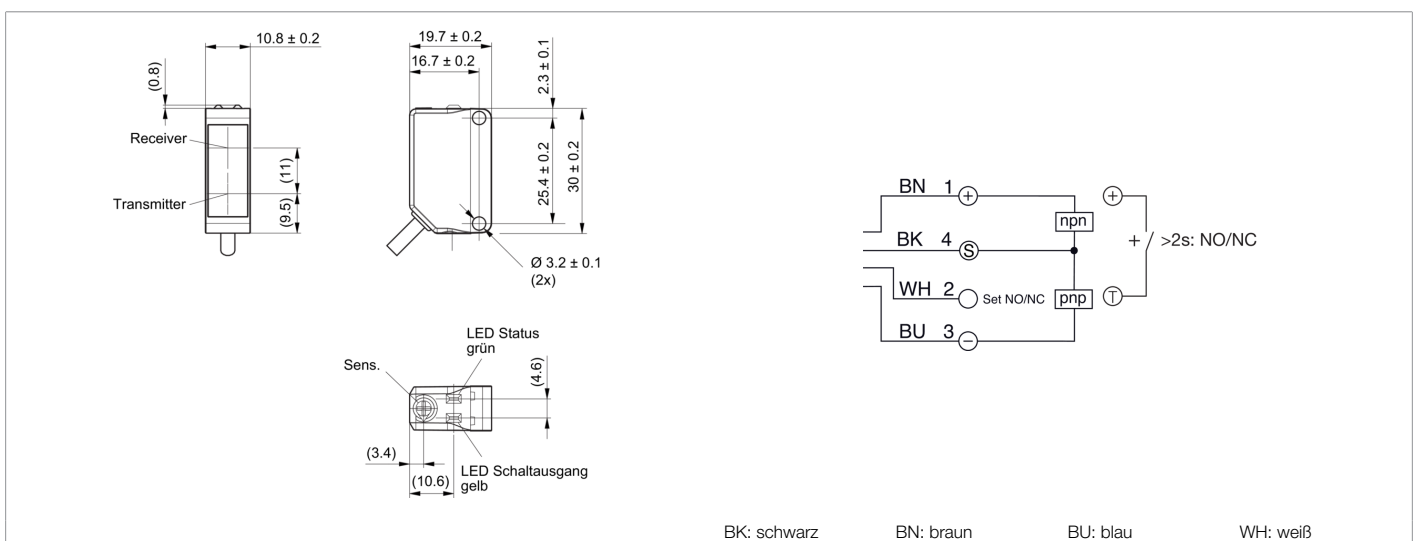 10.8 ± 0.2
(0.8)
Receiver
Transmitter
(11)
(9.5)
19.7 ± 0.2
16.7 ± 0.2
2.3 ± 0.1
25.4 ± 0.2
30 ± 0.2
Ø 3.2 ± 0.1
(2x)
LED Status
grün
Sens.
(4.6)
(3.4)
(10.6)
LED Schaltausgang
gelb
BN 1 +
npn
BK 4 S
WH 2 Set NO/NC pnp
BU 3 −
+
+ >2s: NO/NC
T
BK: schwarz BN: braun BU: blau WH: weiß